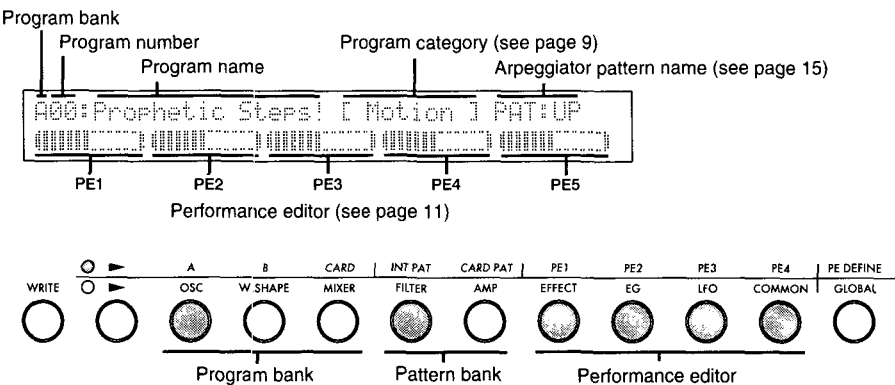 Program bank
Program number
Program category (see page 9)
Program name
Arpeggiator pattern name (see page 15)
A00:Prophetic Steps! [ Motion ] PAT:UP
PE1 PE2 PE3 PE4 PE5
Performance editor (see page 11)
A B CARD INT PAT CARD PAT PE1 PE2 PE3 PE4 PE DEFINE
WRITE OSC W.SHAPE MIXER FILTER AMP EFFECT EG LFO COMMON GLOBAL
Program bank Pattern bank Performance editor